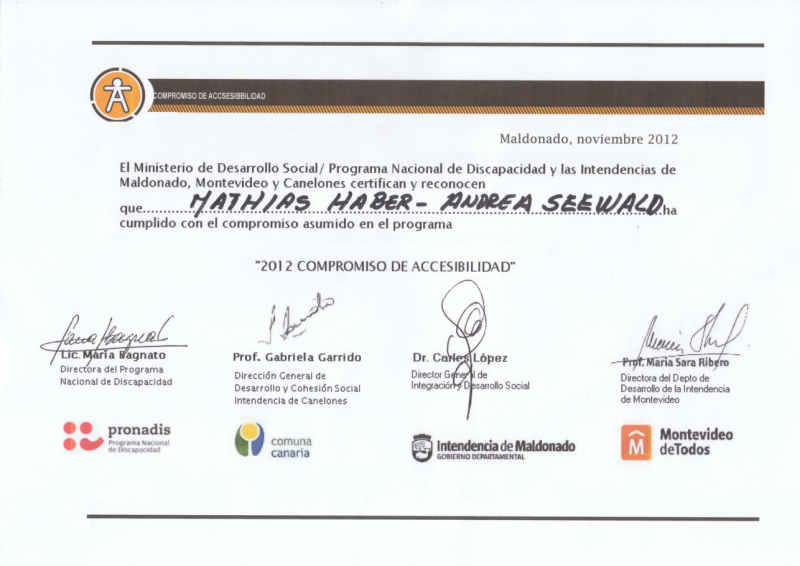 COMPROMISO DE ACCSESIBBILIDAD
Maldonado, noviembre 2012
El Ministerio de Desarrollo Social/ Programa Nacional de Discapacidad y las Intendencias de
Maldonado, Montevideo y Canelones certifican y reconocen
que......MATHIAS HABER - ANDREA SEEWALD.ha
cumplido con el compromiso asumido en el programa
"2012 COMPROMISO DE ACCESIBILIDAD"
Lic. María Bagnato
Directora del Programa
Nacional de Discapacidad
Prof. Gabriela Garrido
Dirección General de
Desarrollo y Cohesión Social
Intendencia de Canelones
Dr. Carlos López
Director General de
Integración y Desarrollo Social
Prof. Maria Sara Ribero
Directora del Depto de
Desarrollo de la Intendencia
de Montevideo
pronadis
Programa Nacional
de Discapacidad
comuna
canaria
Intendencia de Maldonado
GOBIERNO DEPARTAMENTAL
M
Montevideo
deTodos